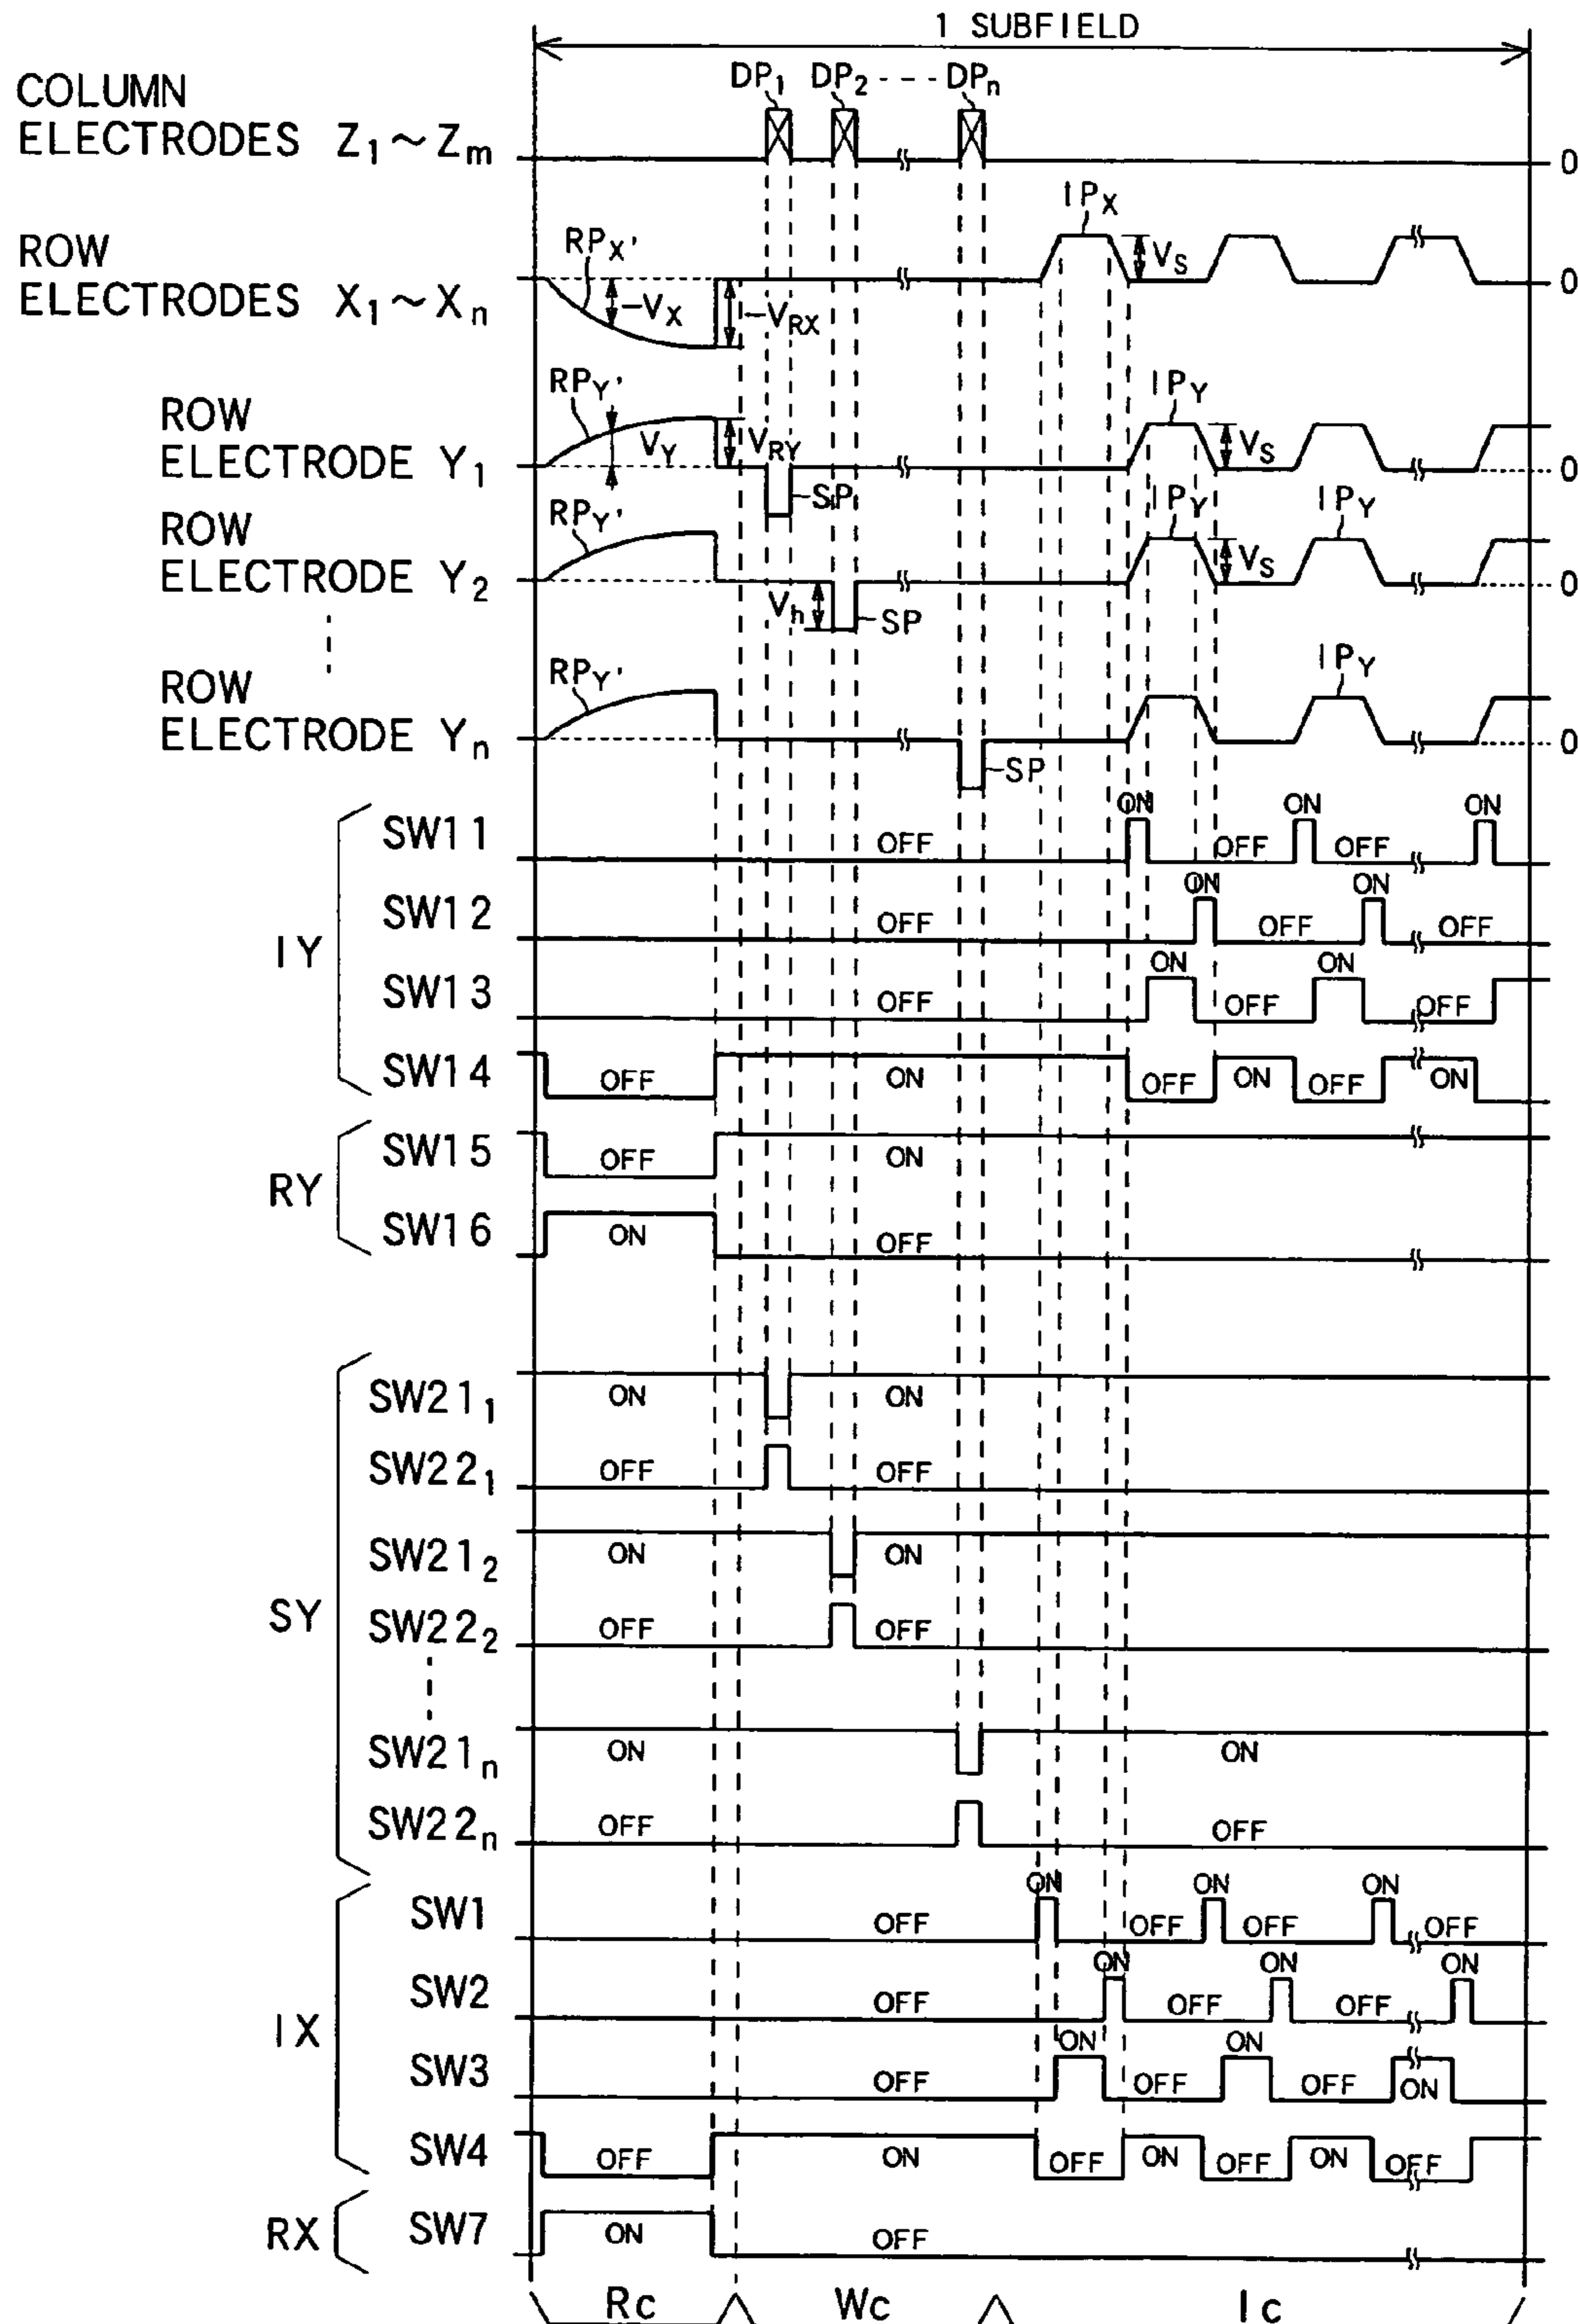 1 SUBFIELD
DP1 DP2 --- DPn
COLUMN
ELECTRODES Z1~Zm
0
IPX
ROW
ELECTRODES X1~Xn
RPX'
-VX
-VRX
VS
0
ROW
ELECTRODE Y1
RPY'
VY
VRY
SP
IPY
VS
0
ROW
ELECTRODE Y2
RPY'
Vh
SP
IPY
VS
IPY
0
ROW
ELECTRODE Yn
RPY'
SP
IPY
0
IY
SW11 OFF ON OFF ON OFF ON
SW12 OFF ON OFF ON OFF
SW13 OFF ON OFF ON OFF
SW14 OFF ON OFF ON OFF ON
RY
SW15 OFF ON
SW16 ON OFF
SY
SW211 ON ON
SW221 OFF OFF
SW212 ON ON
SW222 OFF OFF
SW21n ON ON
SW22n OFF OFF
IX
SW1 OFF ON OFF ON OFF ON OFF
SW2 OFF ON OFF ON OFF ON
SW3 OFF ON OFF ON OFF ON
SW4 OFF ON OFF ON OFF ON OFF
RX
SW7 ON OFF
Rc Wc Ic